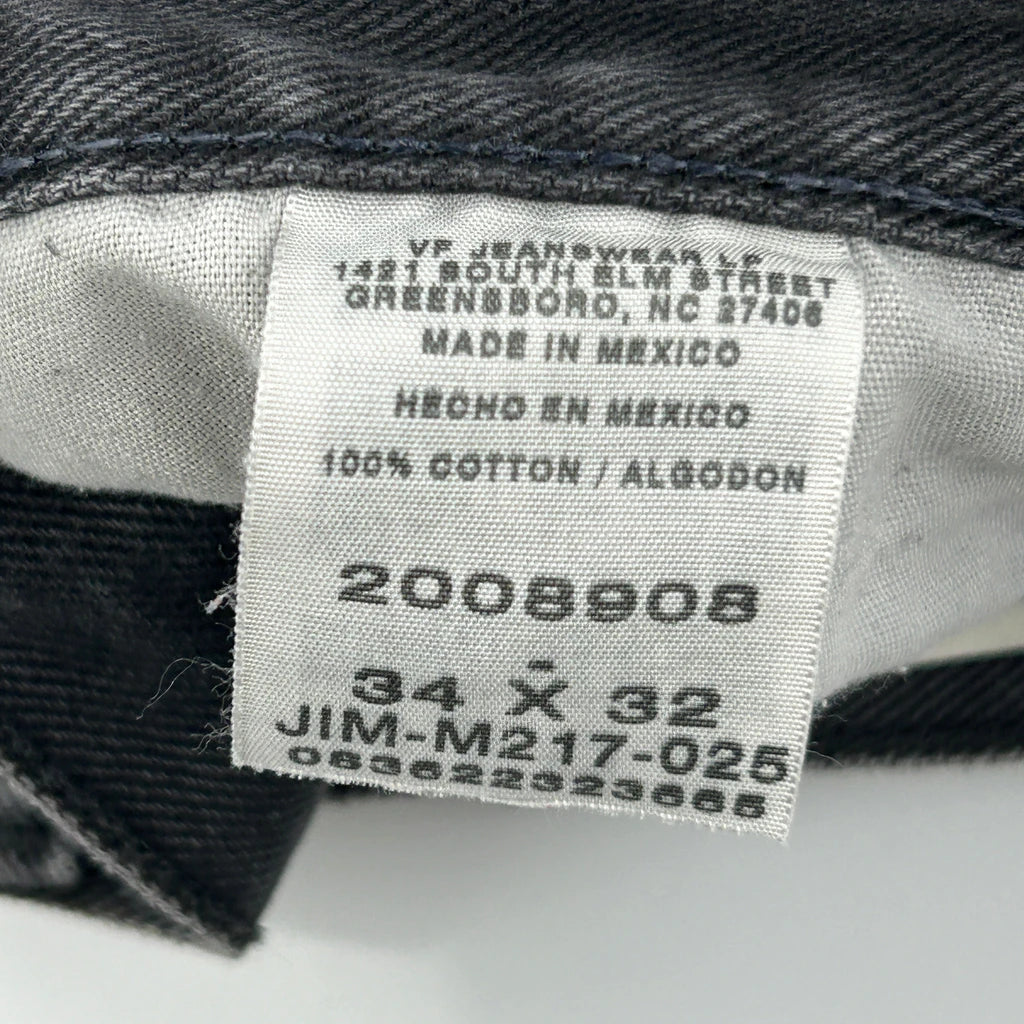 VF JEANSWEAR LP
1421 SOUTH ELM STREET
GREENSBORO, NC 27406
MADE IN MEXICO
HECHO EN MEXICO
100% COTTON / ALGODON
2008908
34 X 32
JIM-M217-025
083622323665